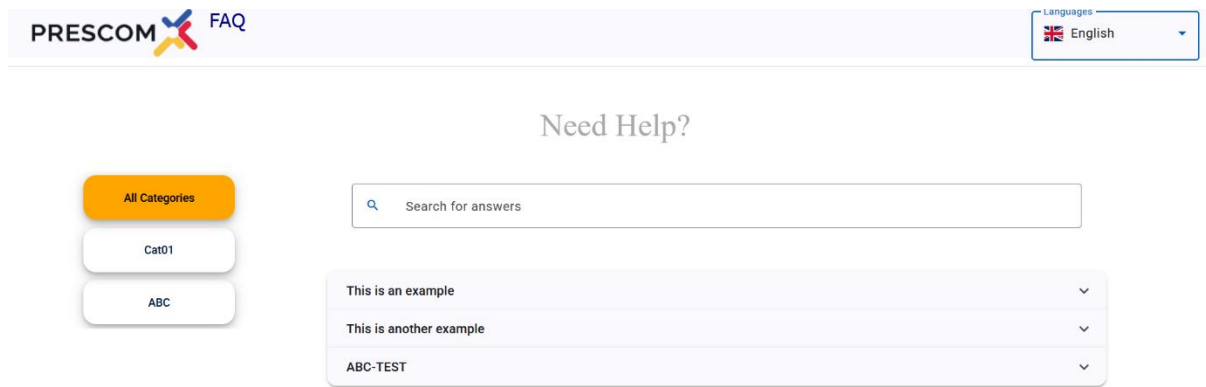 PRESCOM FAQ
Languages
English
Need Help?
All Categories
Cat01
ABC
Search for answers
This is an example
This is another example
ABC-TEST